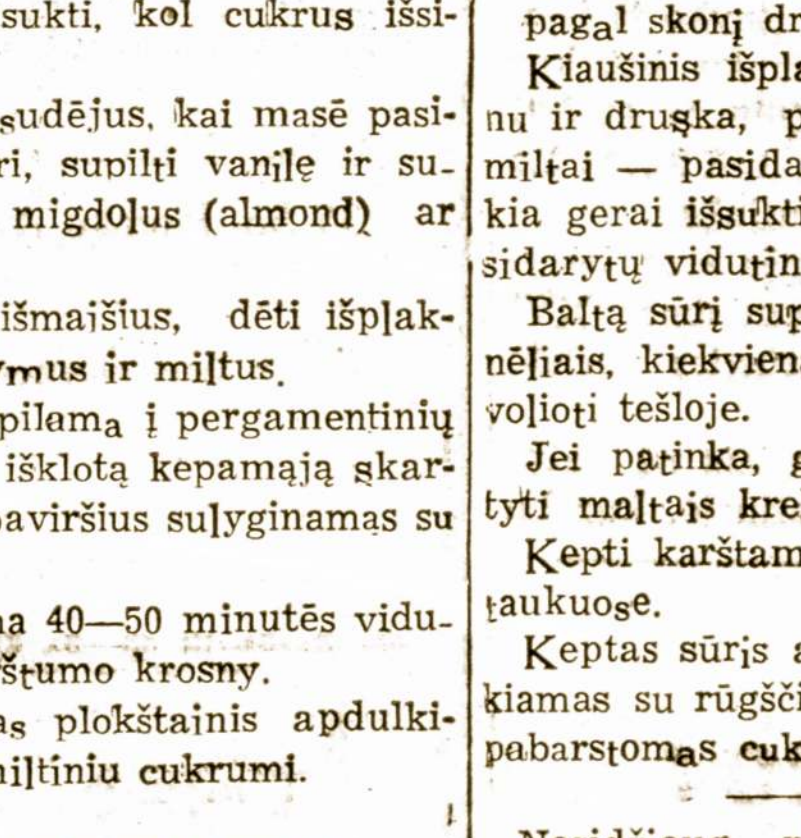 sukti, kol cukrus išsi-
sudėjus, kai masė pasi-
ri, supilti vanilę ir su-
migdolus (almond) ar
išmaišius, dėti išplak-
ymus ir miltus.
pilama į pergamentinių
išklotą kepamąją skar-
paviršius sulyginamas su
na 40—50 minutės vidu-
štumo krosny.
as plokštainis apdulki-
miltiniu cukrumi.
pagal skonį dr
Kiaušinis išpla
nu ir druska, p
miltai — pasida
kia gerai išsukti
sidarytų vidutin
Baltą sūrį sup
nėliais, kiekvien
volioti tešloje.
Jei patinka, g
tyti maltais kre
Kepti karštam
taukuose.
Keptas sūris a
kiamas su rūgšči
pabarstomas cuk